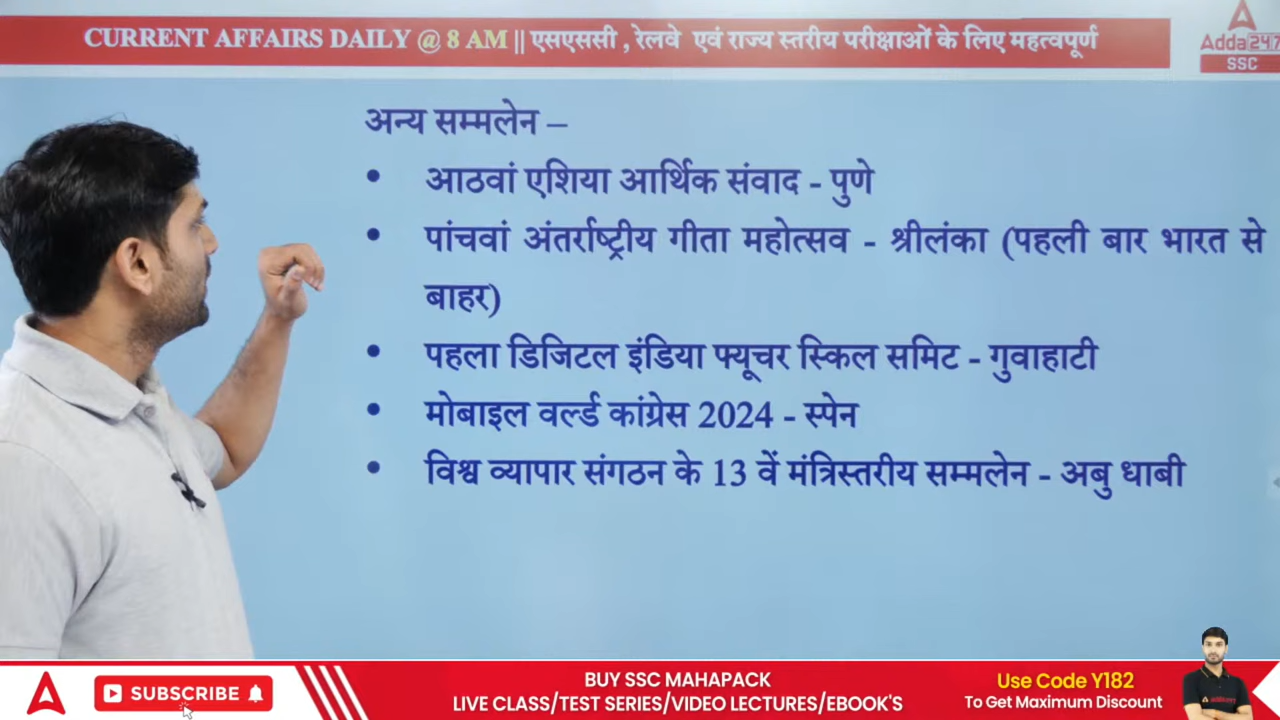 CURRENT AFFAIRS DAILY @ 8 AM || एसएससी , रेलवे एवं राज्य स्तरीय परीक्षाओं के लिए महत्वपूर्ण
Adda247
SSC
अन्य सम्मलेन –
• आठवां एशिया आर्थिक संवाद - पुणे
• पांचवां अंतर्राष्ट्रीय गीता महोत्सव - श्रीलंका (पहली बार भारत से
बाहर)
• पहला डिजिटल इंडिया फ्यूचर स्किल समिट - गुवाहाटी
• मोबाइल वर्ल्ड कांग्रेस 2024 - स्पेन
• विश्व व्यापार संगठन के 13 वें मंत्रिस्तरीय सम्मलेन - अबु धाबी
SUBSCRIBE
BUY SSC MAHAPACK
LIVE CLASS/TEST SERIES/VIDEO LECTURES/EBOOK'S
Use Code Y182
To Get Maximum Discount